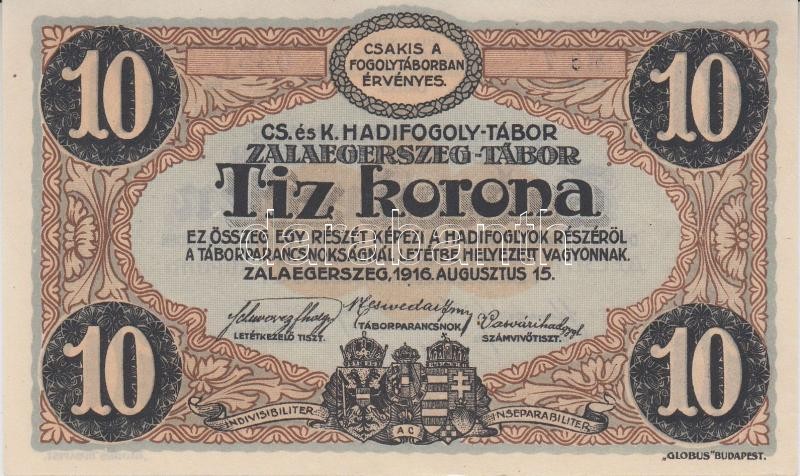 10 10
CSAKIS A
FOGOLYTÁBORBAN
ÉRVÉNYES.
CS. és K. HADIFOGOLY-TÁBOR
ZALAEGERSZEG-TÁBOR
Tiz korona
EZ ÖSSZEG EGY RÉSZÉT KÉPEZI A HADIFOGLYOK RÉSZÉRŐL
A TÁBORPARANCSNOKSÁGNÁL LETÉTBE HELYEZETT VAGYONNAK.
ZALAEGERSZEG, 1916. AUGUSZTUS 15.
LETÉTKEZELŐ TISZT. TÁBORPARANCSNOK SZÁMVIVŐTISZT.
10 10
INDIVISIBILITER AC INSEPARABILITER
„GLOBUS" BUDAPEST.
darabanth